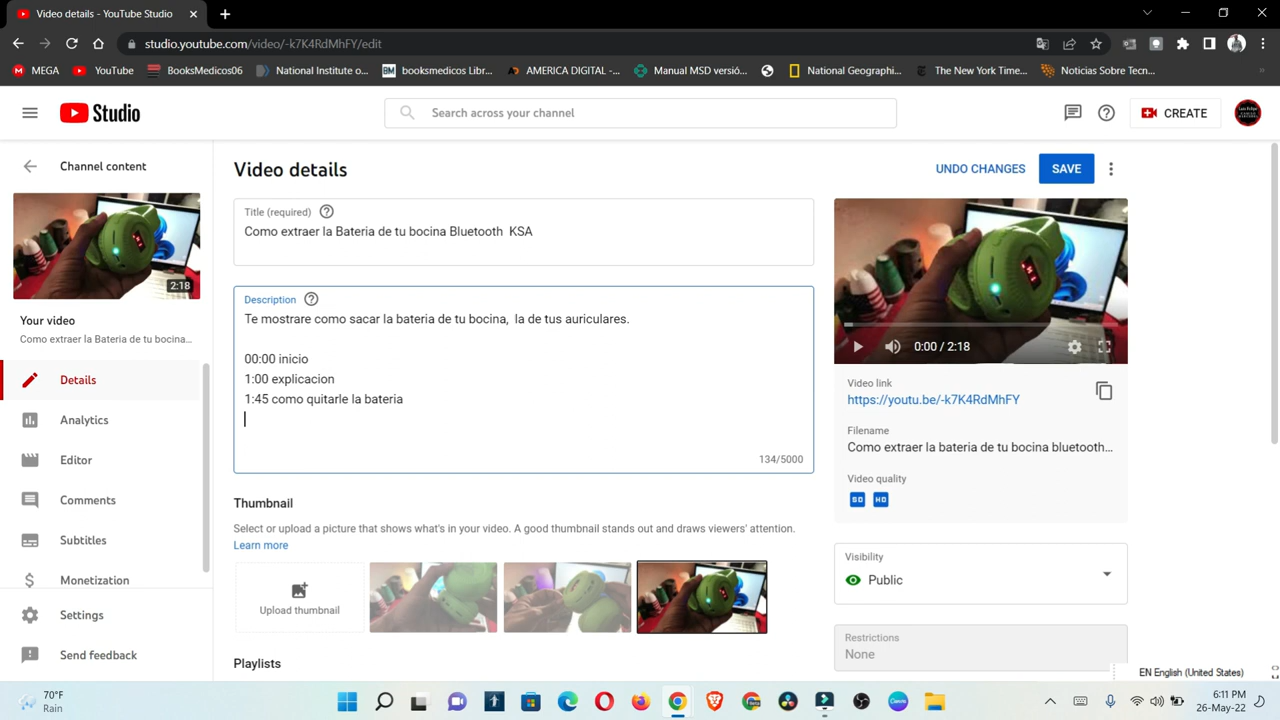 Video details - YouTube Studio
studio.youtube.com/video/-k7K4RdMhFY/edit
MEGA
YouTube
BooksMedicos06
National Institute o...
booksmedicos Libr...
AMERICA DIGITAL -...
Manual MSD versió...
National Geographi...
The New York Time...
Noticias Sobre Tecn...
Studio
Search across your channel
CREATE
Channel content
2:18
Your video
Como extraer la Bateria de tu bocina...
Details
Analytics
Editor
Comments
Subtitles
Monetization
Settings
Send feedback
Video details
UNDO CHANGES
SAVE
Title (required)
Como extraer la Bateria de tu bocina Bluetooth  KSA
Description
Te mostrare como sacar la bateria de tu bocina,  la de tus auriculares.
00:00 inicio
1:00 explicacion
1:45 como quitarle la bateria
134/5000
Thumbnail
Select or upload a picture that shows what's in your video. A good thumbnail stands out and draws viewers' attention.
Learn more
Upload thumbnail
Playlists
0:00 / 2:18
Video link
https://youtu.be/-k7K4RdMhFY
Filename
Como extraer la bateria de tu bocina bluetooth...
Video quality
SD HD
Visibility
Public
Restrictions
None
EN English (United States)
70°F
Rain
6:11 PM
26-May-22